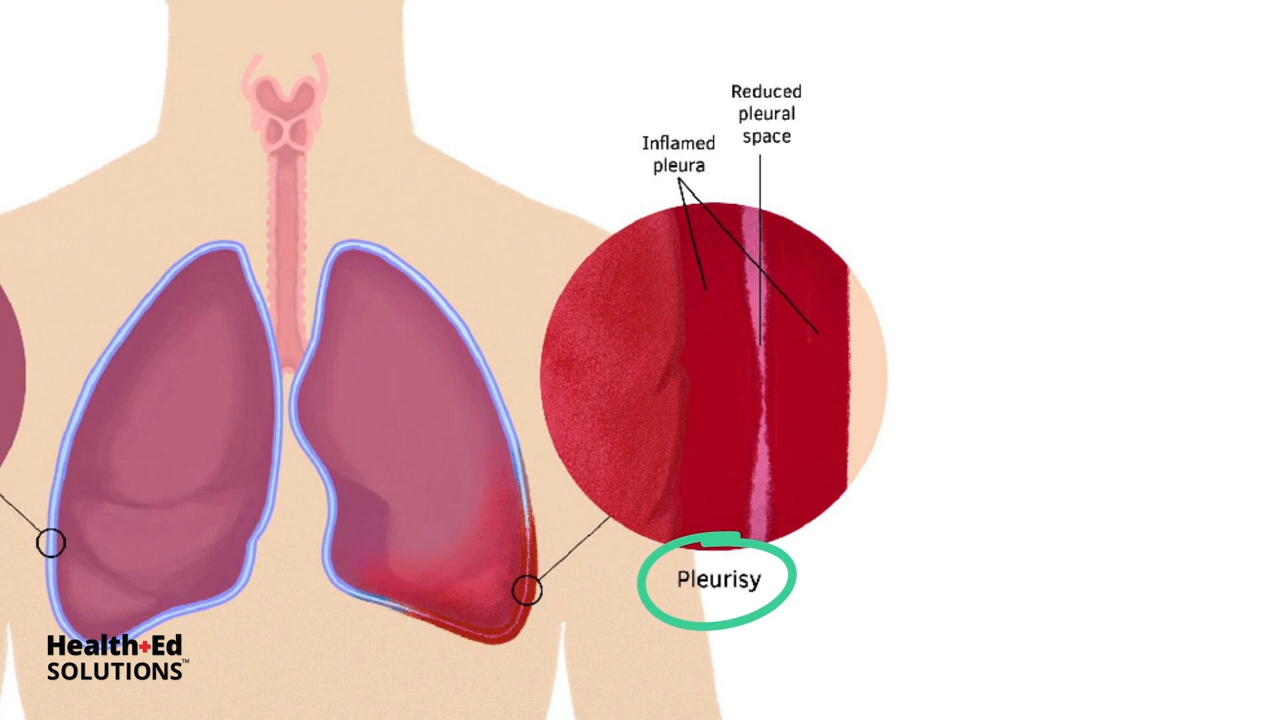 Reduced
pleural
space
Inflamed
pleura
Pleurisy
Health+Ed
SOLUTIONS™